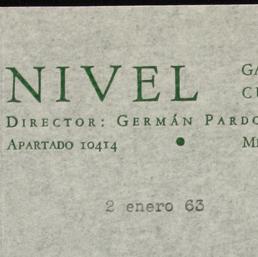 NIVEL
DIRECTOR: GERMÁN PARDO
APARTADO 10414 •
2 enero 63